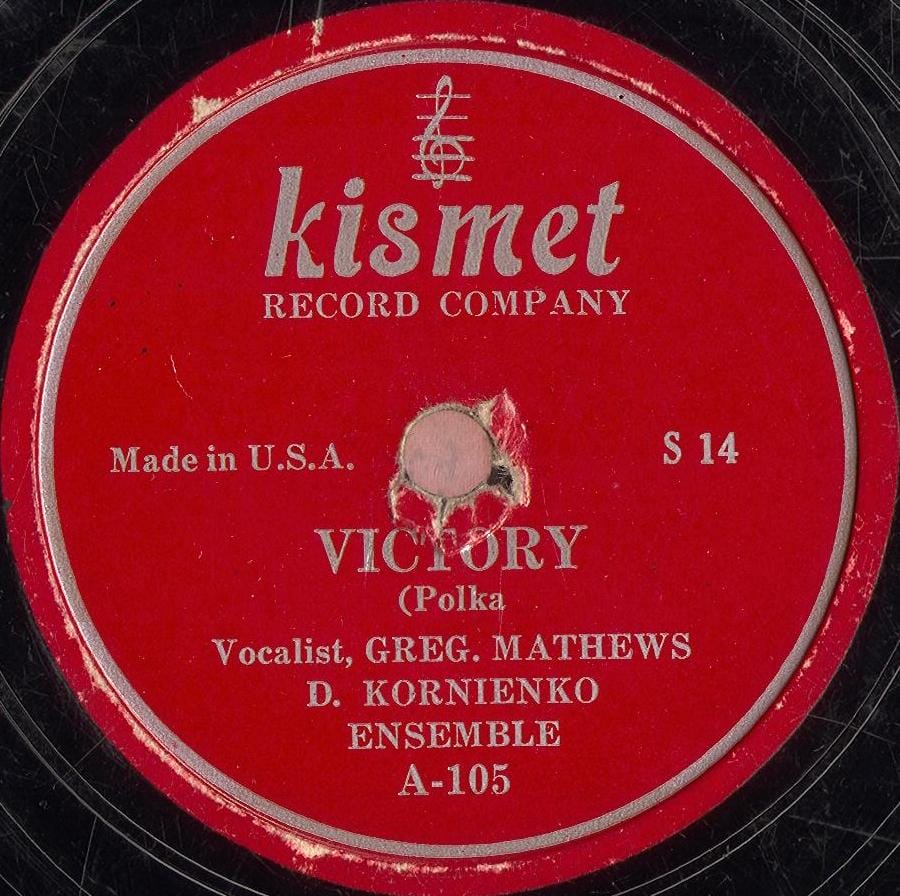 kismet
RECORD COMPANY
Made in U.S.A.
S 14
VICTORY
(Polka
Vocalist, GREG. MATHEWS
D. KORNIENKO
ENSEMBLE
A-105